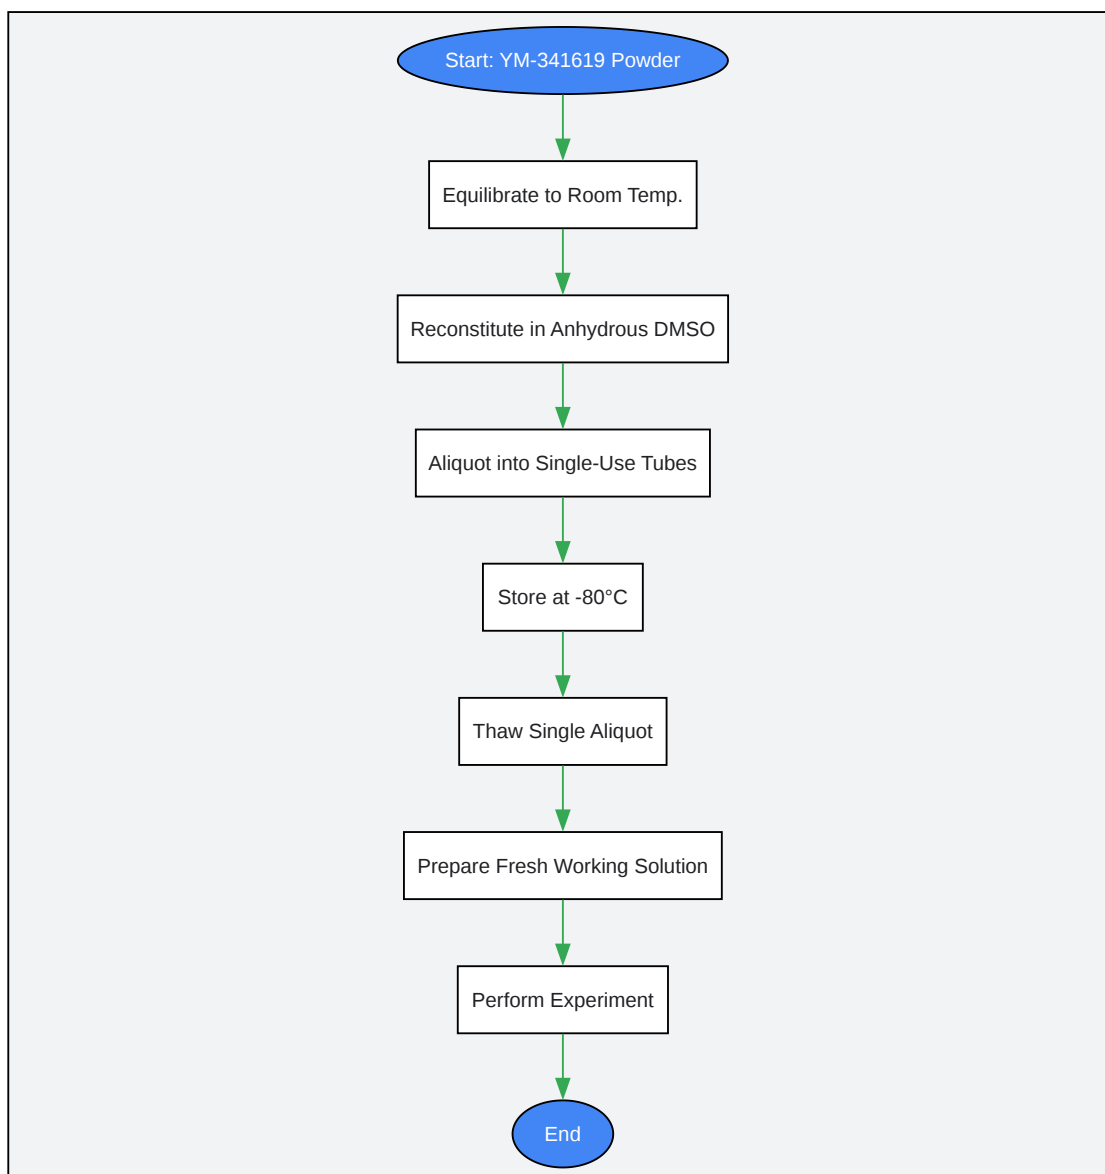 Start: YM-341619 Powder
Equilibrate to Room Temp.
Reconstitute in Anhydrous DMSO
Aliquot into Single-Use Tubes
Store at -80°C
Thaw Single Aliquot
Prepare Fresh Working Solution
Perform Experiment
End